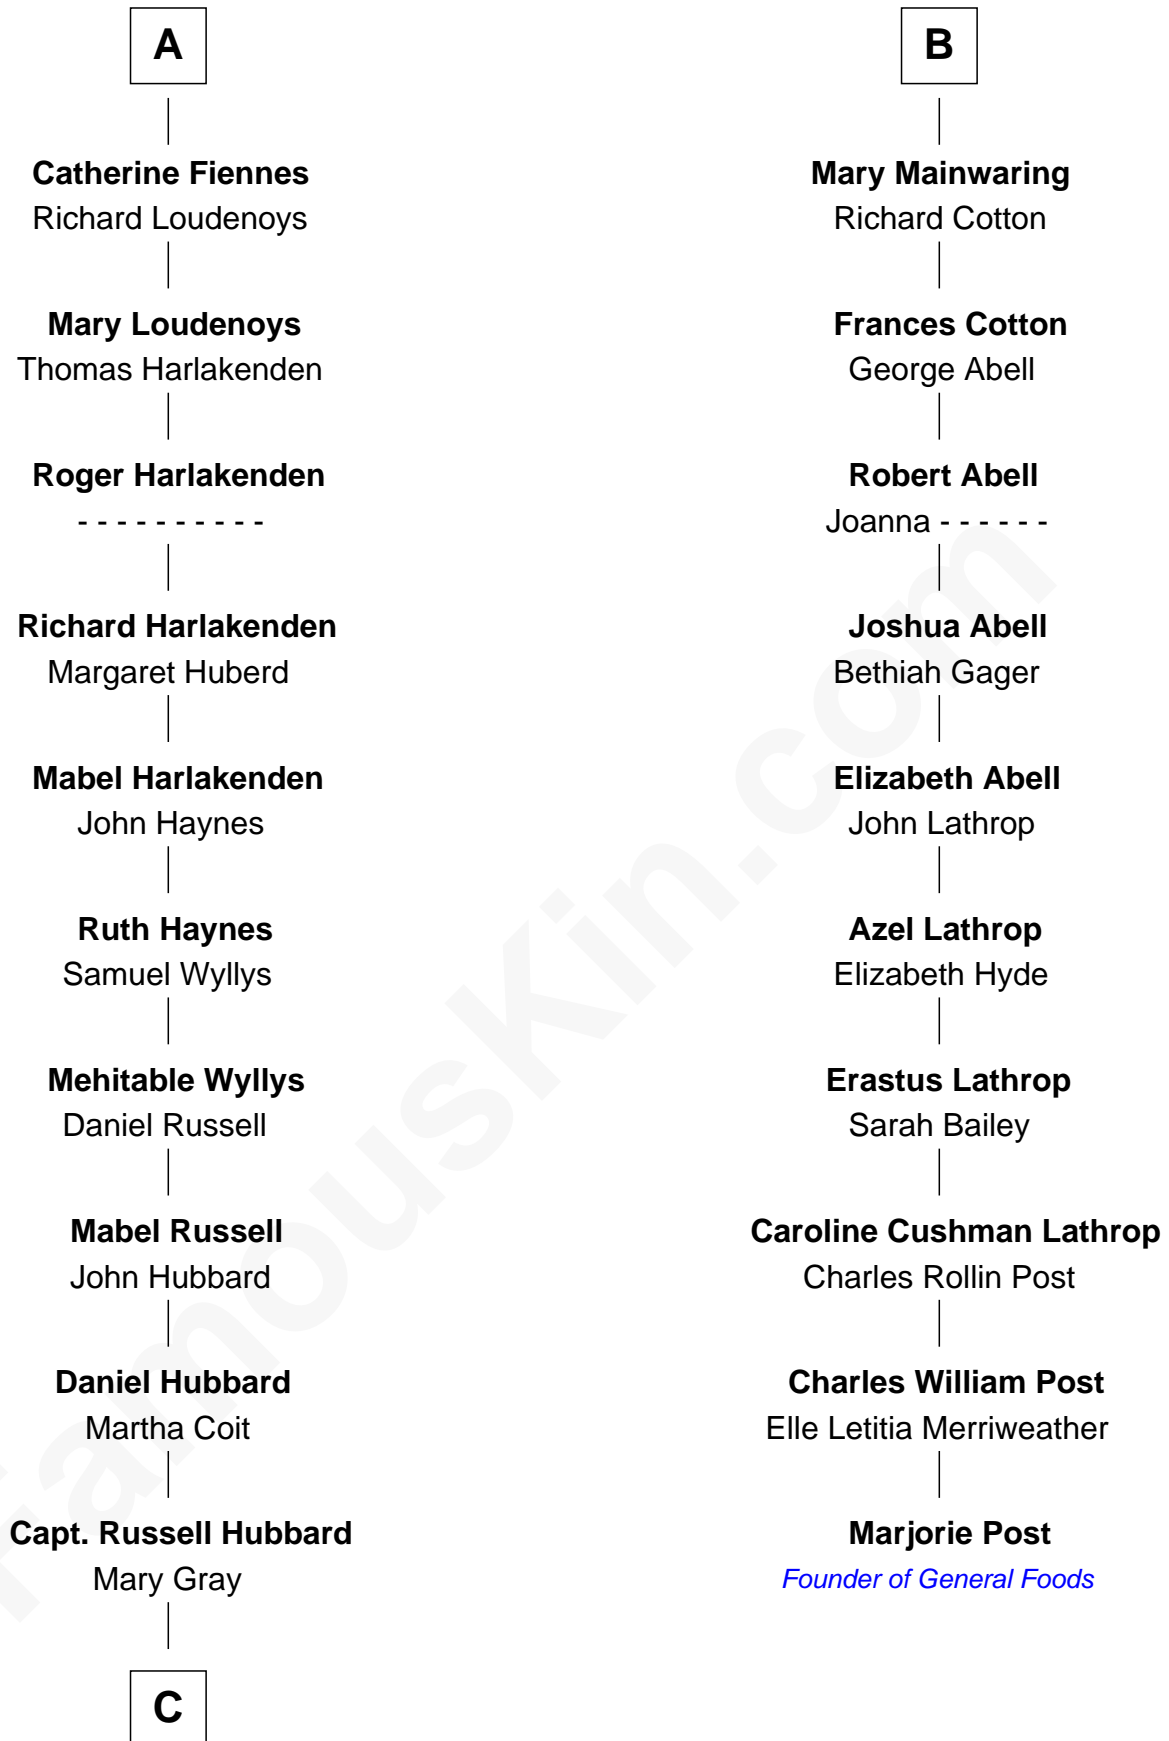 A
Catherine Fiennes
Richard Loudenoys
Mary Loudenoys
Thomas Harlakenden
Roger Harlakenden
- - - - - - - - - -
Richard Harlakenden
Margaret Huberd
Mabel Harlakenden
John Haynes
Ruth Haynes
Samuel Wyllys
Mehitable Wyllys
Daniel Russell
Mabel Russell
John Hubbard
Daniel Hubbard
Martha Coit
Capt. Russell Hubbard
Mary Gray
C
B
Mary Mainwaring
Richard Cotton
Frances Cotton
George Abell
Robert Abell
Joanna - - - - - -
Joshua Abell
Bethiah Gager
Elizabeth Abell
John Lathrop
Azel Lathrop
Elizabeth Hyde
Erastus Lathrop
Sarah Bailey
Caroline Cushman Lathrop
Charles Rollin Post
Charles William Post
Elle Letitia Merriweather
Marjorie Post
Founder of General Foods
FamousKin.com